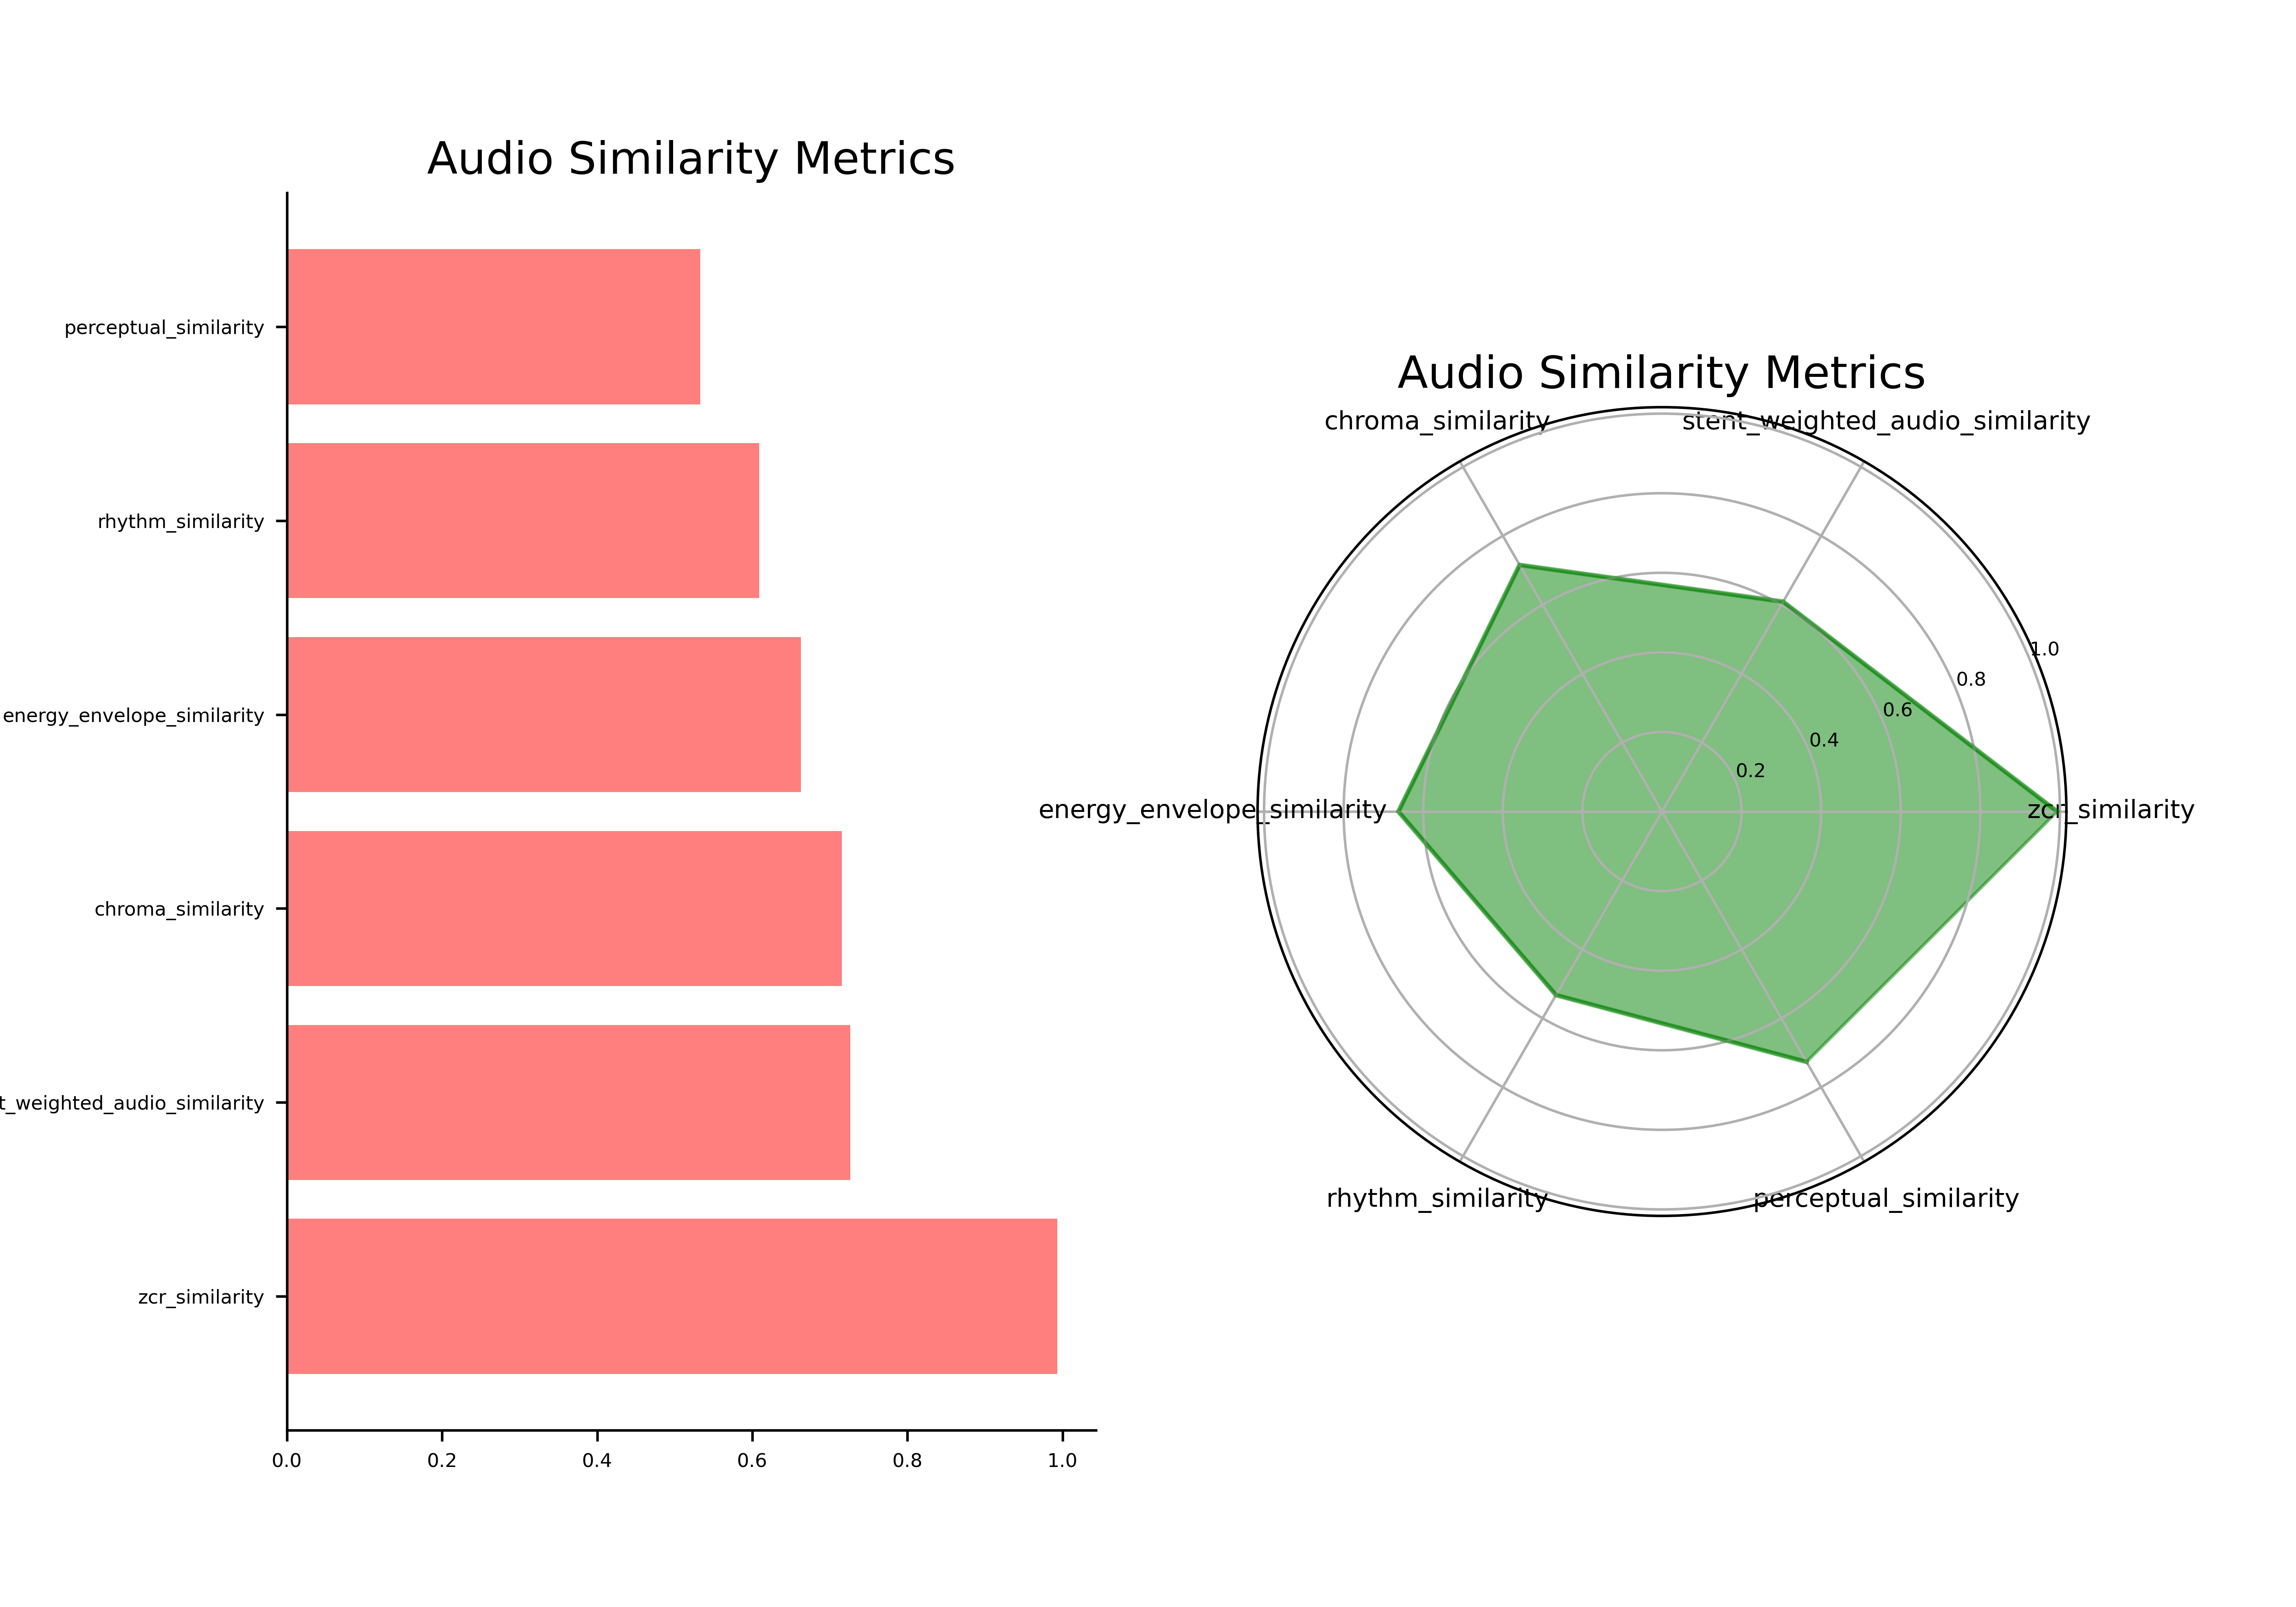 Audio Similarity Metrics
perceptual_similarity
rhythm_similarity
energy_envelope_similarity
chroma_similarity
t_weighted_audio_similarity
zcr_similarity
0.0 0.2 0.4 0.6 0.8 1.0
Audio Similarity Metrics
chroma_similarity stent_weighted_audio_similarity
1.0
0.8
0.6
0.4
0.2
energy_envelope_similarity zcr_similarity
rhythm_similarity perceptual_similarity